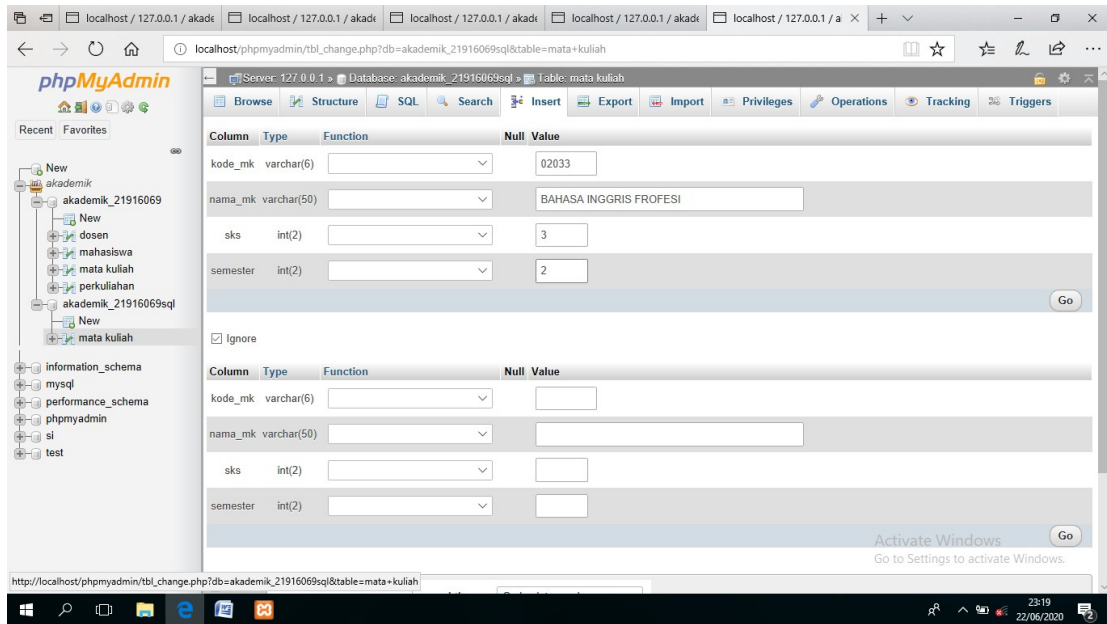 localhost / 127.0.0.1 / akade
localhost / 127.0.0.1 / akade
localhost / 127.0.0.1 / akade
localhost / 127.0.0.1 / akade
localhost / 127.0.0.1 / a
localhost/phpmyadmin/tbl_change.php?db=akademik_21916069sql&table=mata+kuliah
phpMyAdmin
Recent Favorites
New
akademik
akademik_21916069
New
dosen
mahasiswa
mata kuliah
perkuliahan
akademik_21916069sql
New
mata kuliah
information_schema
mysql
performance_schema
phpmyadmin
si
test
Server: 127.0.0.1 » Database: akademik_21916069sql » Table: mata kuliah
Browse Structure SQL Search Insert Export Import Privileges Operations Tracking Triggers
Column Type Function Null Value
kode_mk varchar(6) 02033
nama_mk varchar(50) BAHASA INGGRIS FROFESI
sks int(2) 3
semester int(2) 2
Go
Ignore
Column Type Function Null Value
kode_mk varchar(6)
nama_mk varchar(50)
sks int(2)
semester int(2)
Go
Activate Windows
Go to Settings to activate Windows.
http://localhost/phpmyadmin/tbl_change.php?db=akademik_21916069sql&table=mata+kuliah
23:19
22/06/2020